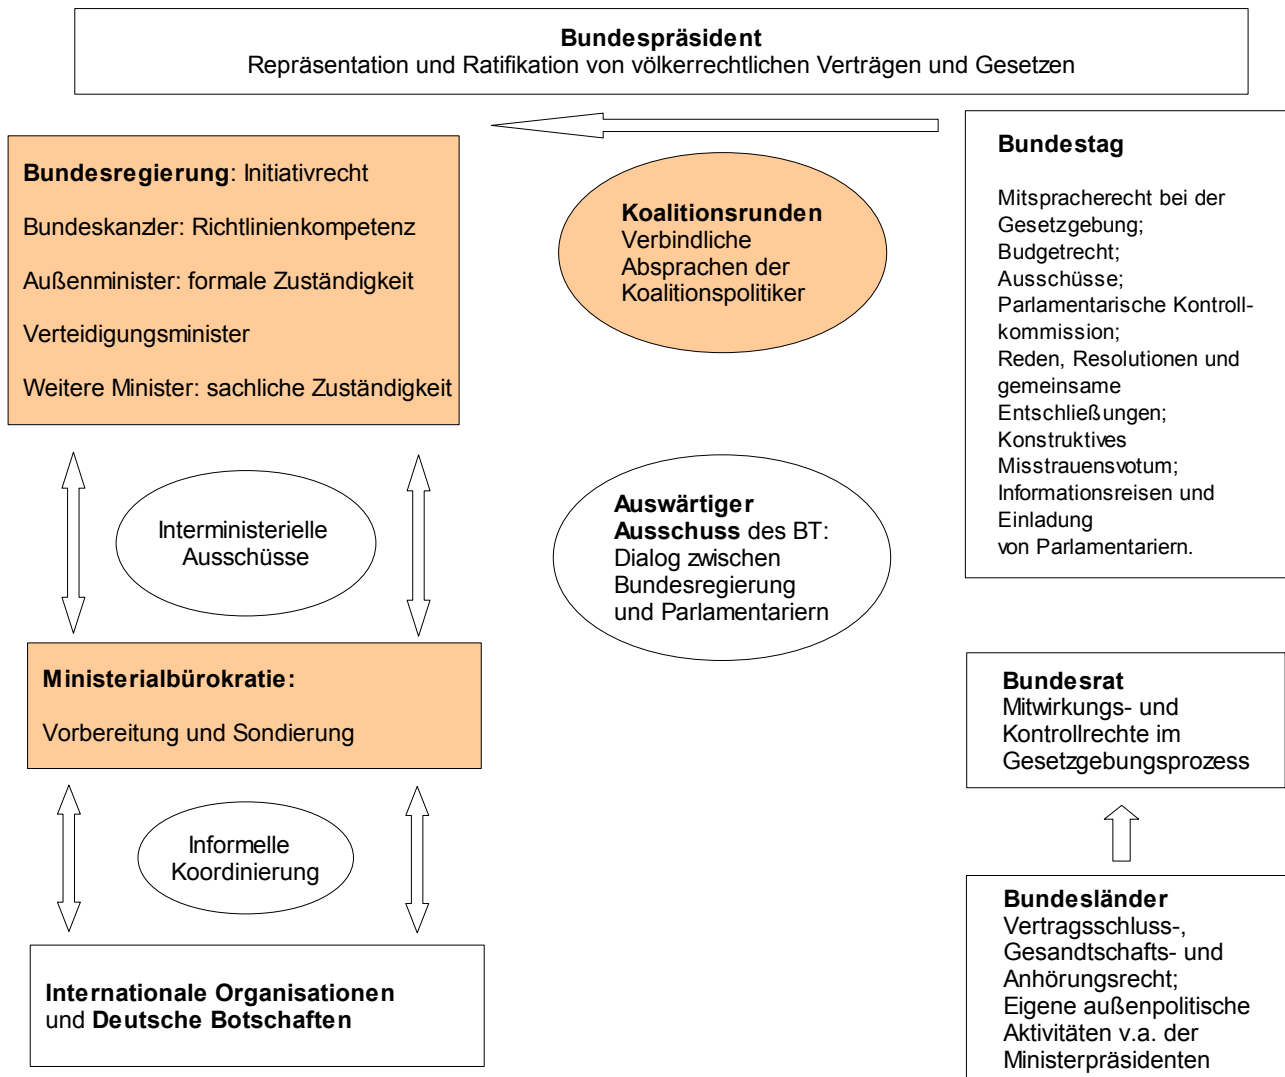 Bundespräsident
Repräsentation und Ratifikation von völkerrechtlichen Verträgen und Gesetzen
Bundesregierung: Initiativrecht
Bundeskanzler: Richtlinienkompetenz
Außenminister: formale Zuständigkeit
Verteidigungsminister
Weitere Minister: sachliche Zuständigkeit
Koalitionsrunden
Verbindliche
Absprachen der
Koalitionspolitiker
Bundestag
Mitspracherecht bei der
Gesetzgebung;
Budgetrecht;
Ausschüsse;
Parlamentarische Kontroll-
kommission;
Reden, Resolutionen und
gemeinsame
Entschließungen;
Konstruktives
Misstrauensvotum;
Informationsreisen und
Einladung
von Parlamentariern.
Interministerielle
Ausschüsse
Auswärtiger
Ausschuss des BT:
Dialog zwischen
Bundesregierung
und Parlamentariern
Ministerialbürokratie:
Vorbereitung und Sondierung
Bundesrat
Mitwirkungs- und
Kontrollrechte im
Gesetzgebungsprozess
Informelle
Koordinierung
Internationale Organisationen
und Deutsche Botschaften
Bundesländer
Vertragsschluss-,
Gesandtschafts- und
Anhörungsrecht;
Eigene außenpolitische
Aktivitäten v.a. der
Ministerpräsidenten